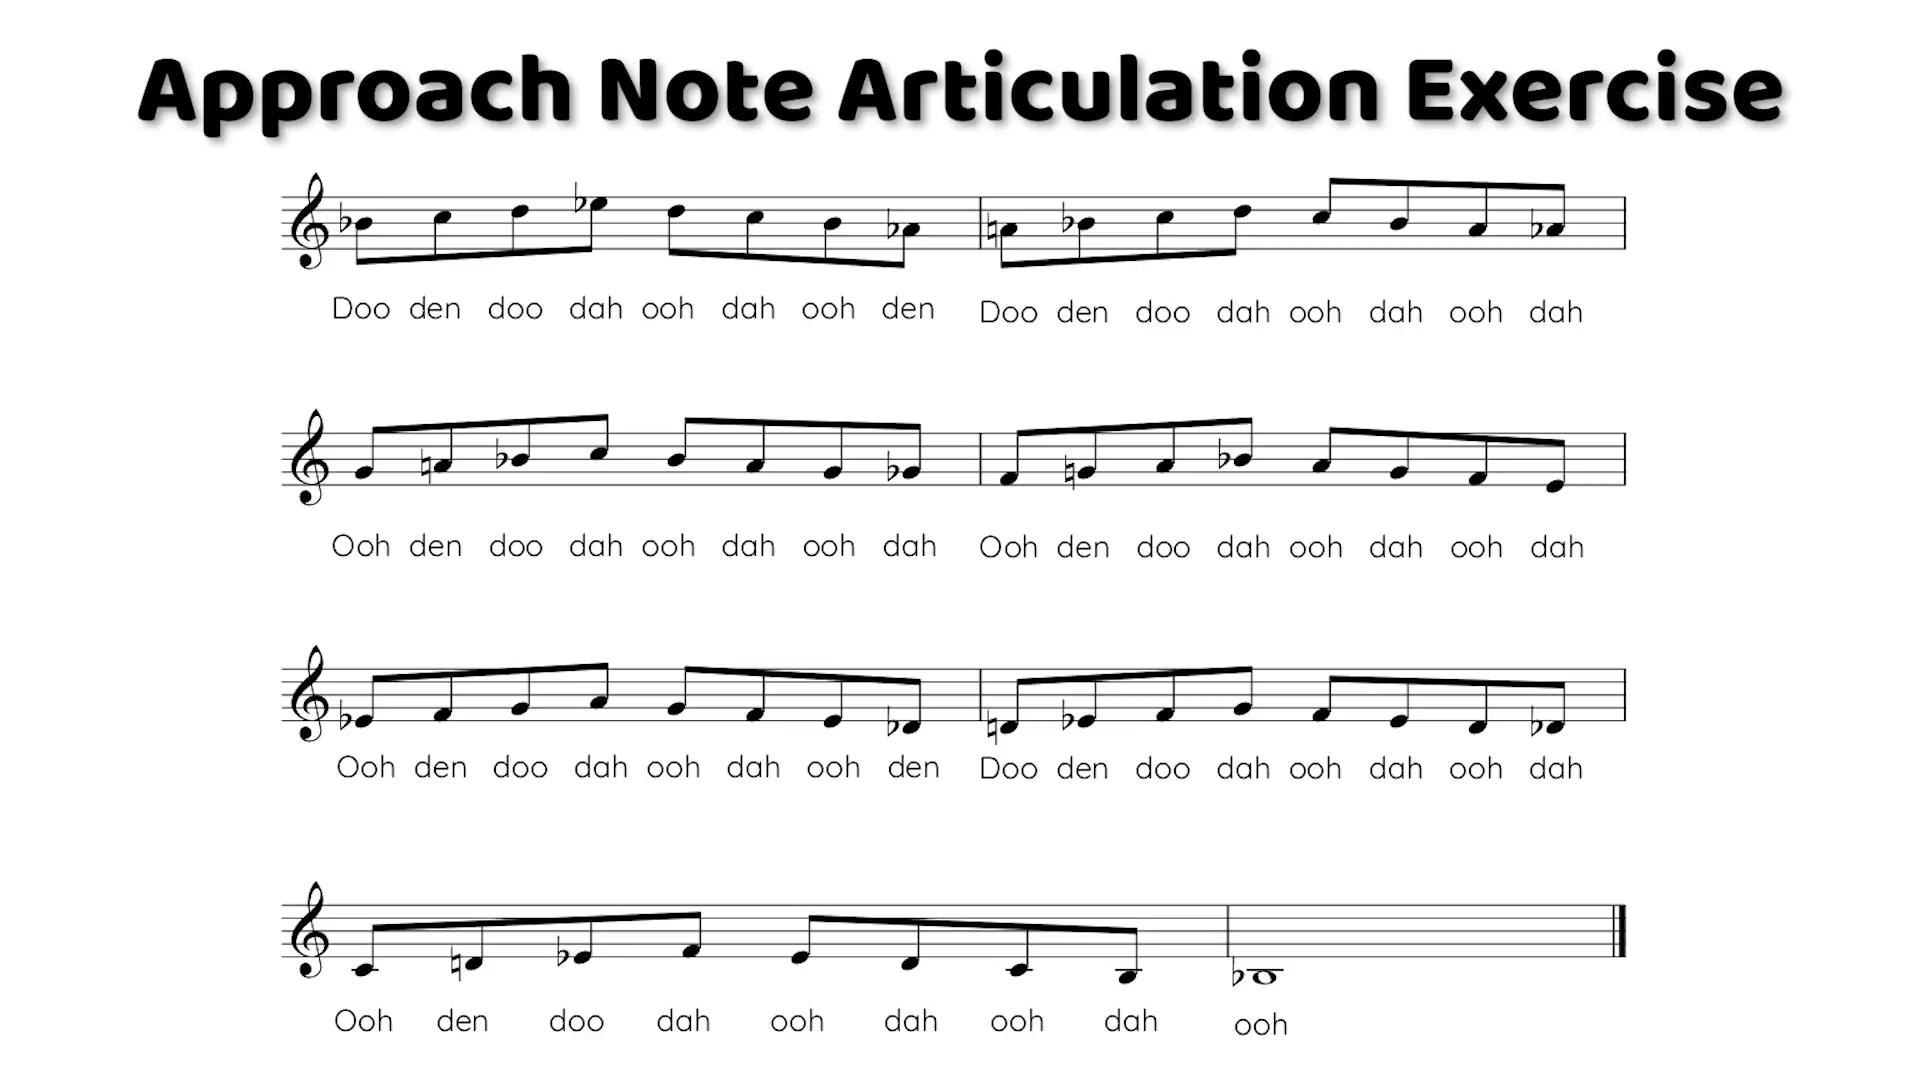 Approach Note Articulation Exercise
Doo den doo dah ooh dah ooh den Doo den doo dah ooh dah ooh dah
Ooh den doo dah ooh dah ooh dah Ooh den doo dah ooh dah ooh dah
Ooh den doo dah ooh dah ooh den Doo den doo dah ooh dah ooh dah
Ooh den doo dah ooh dah ooh dah ooh